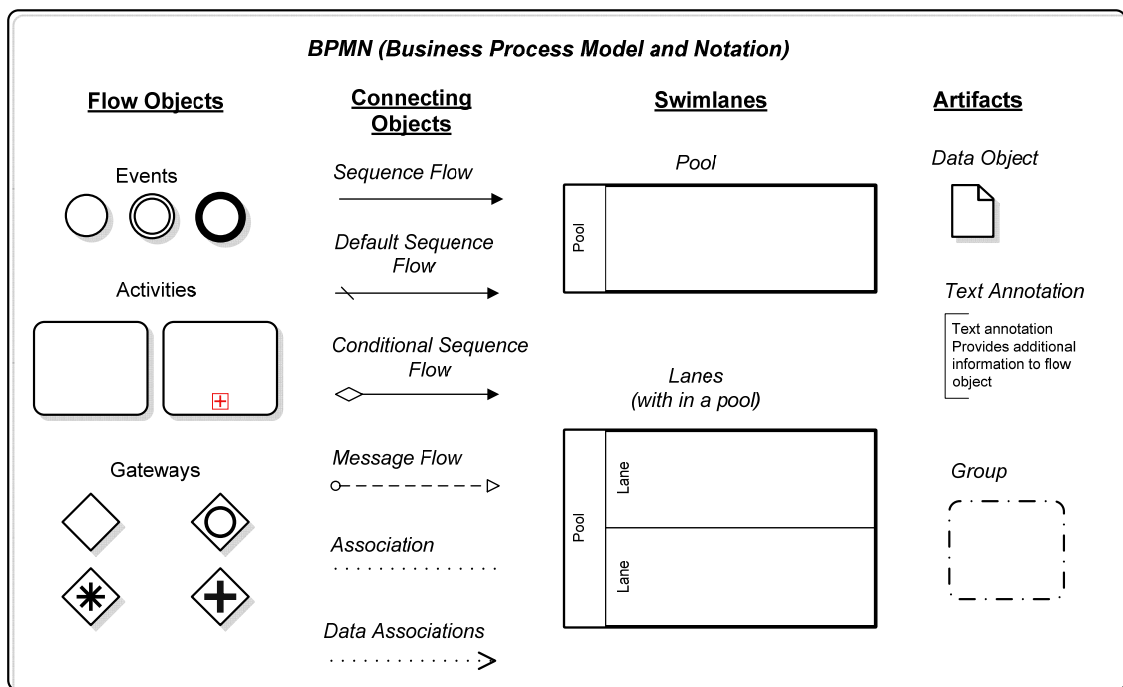 BPMN (Business Process Model and Notation)
Flow Objects
Events
Activities
Gateways
Connecting
Objects
Sequence Flow
Default Sequence
Flow
Conditional Sequence
Flow
Message Flow
Association
Data Associations
Swimlanes
Pool
Pool
Lanes
(with in a pool)
Pool
Lane
Lane
Artifacts
Data Object
Text Annotation
Text annotation
Provides additional
information to flow
object
Group